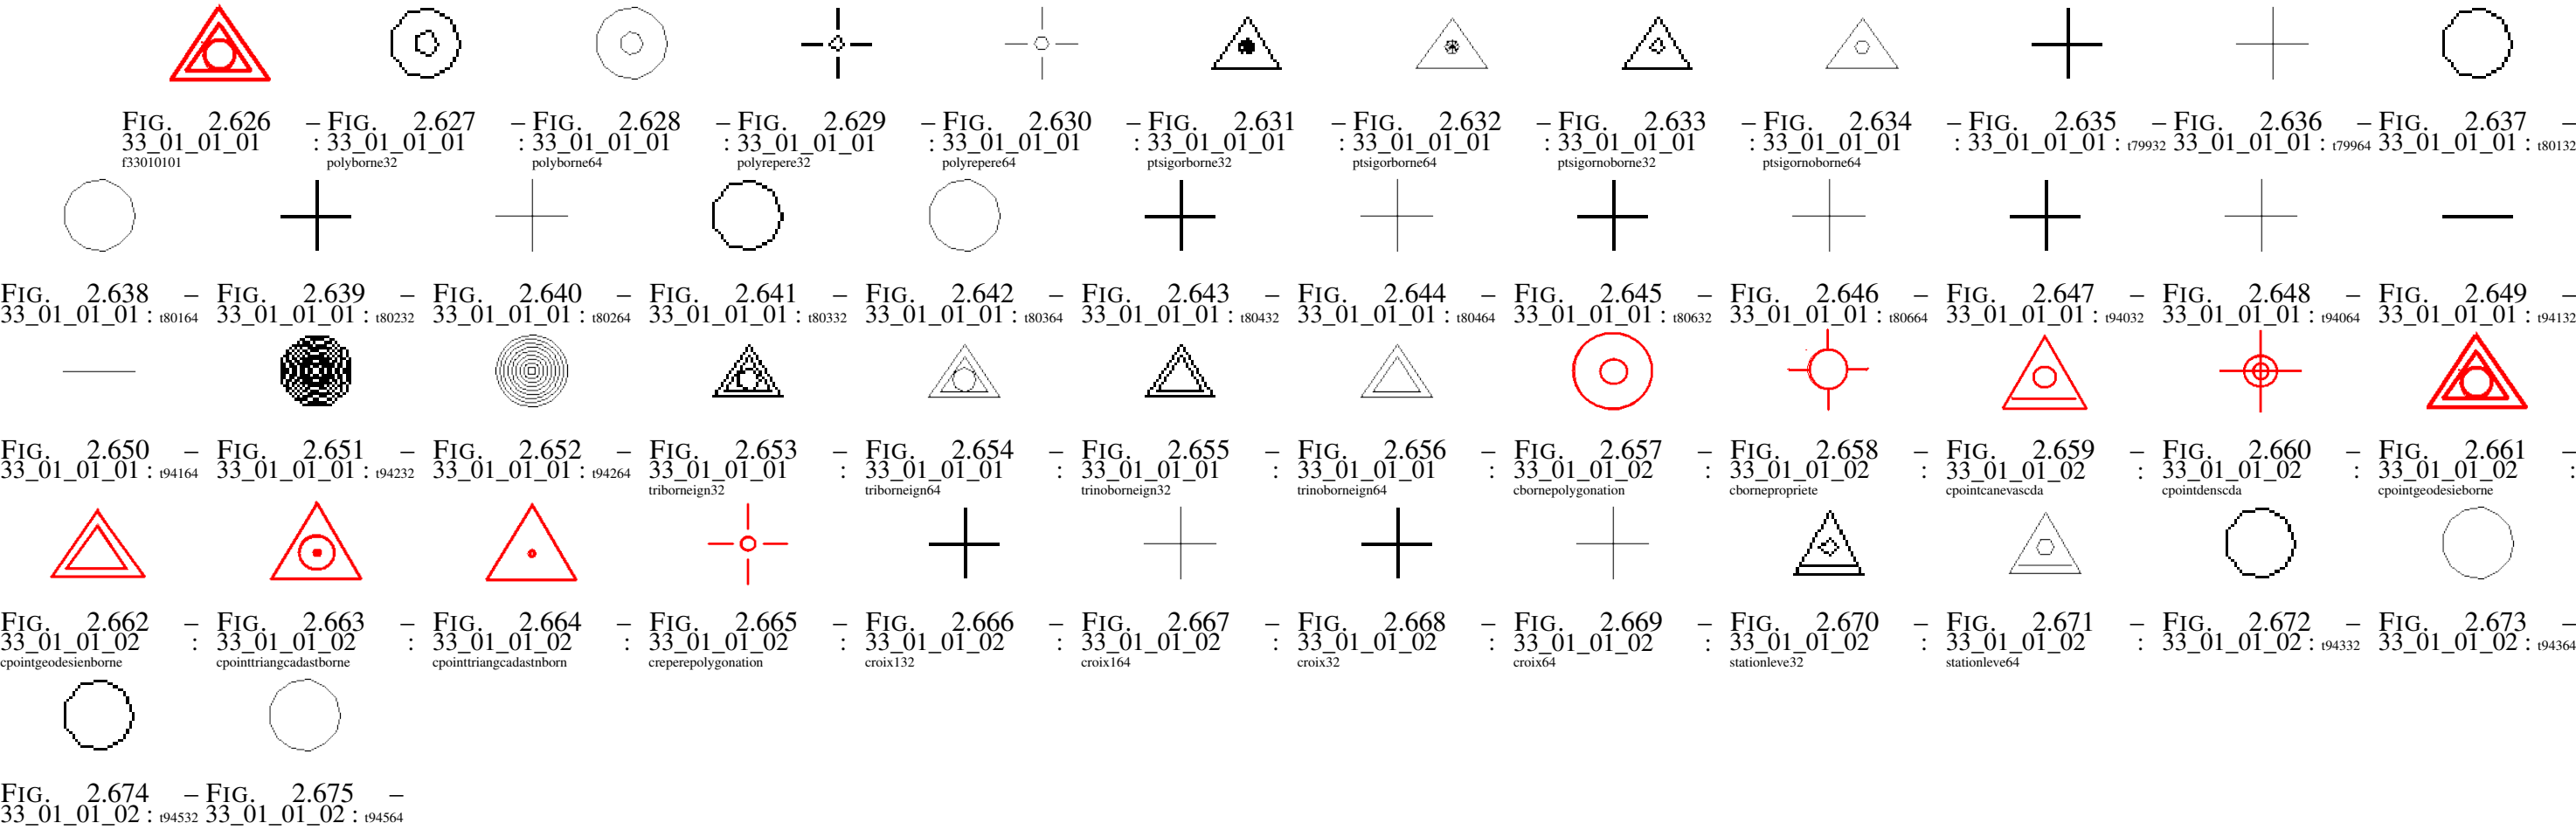 FIG. 2.626 – FIG. 2.627 – FIG. 2.628 – FIG. 2.629 – FIG. 2.630 – FIG. 2.631 – FIG. 2.632 – FIG. 2.633 – FIG. 2.634 – FIG. 2.635 – FIG. 2.636 – FIG. 2.637 –
33_01_01_01 : 33_01_01_01 : 33_01_01_01 : 33_01_01_01 : 33_01_01_01 : 33_01_01_01 : 33_01_01_01 : 33_01_01_01 : 33_01_01_01 : 33_01_01_01 : t79932 33_01_01_01 : t79964 33_01_01_01 : t80132
f33010101 polyborne32 polyborne64 polyrepere32 polyrepere64 ptsigorborne32 ptsigorborne64 ptsigornoborne32 ptsigornoborne64
FIG. 2.638 – FIG. 2.639 – FIG. 2.640 – FIG. 2.641 – FIG. 2.642 – FIG. 2.643 – FIG. 2.644 – FIG. 2.645 – FIG. 2.646 – FIG. 2.647 – FIG. 2.648 – FIG. 2.649 –
33_01_01_01 : t80164 33_01_01_01 : t80232 33_01_01_01 : t80264 33_01_01_01 : t80332 33_01_01_01 : t80364 33_01_01_01 : t80432 33_01_01_01 : t80464 33_01_01_01 : t80632 33_01_01_01 : t80664 33_01_01_01 : t94032 33_01_01_01 : t94064 33_01_01_01 : t94132
FIG. 2.650 – FIG. 2.651 – FIG. 2.652 – FIG. 2.653 – FIG. 2.654 – FIG. 2.655 – FIG. 2.656 – FIG. 2.657 – FIG. 2.658 – FIG. 2.659 – FIG. 2.660 – FIG. 2.661 –
33_01_01_01 : t94164 33_01_01_01 : t94232 33_01_01_01 : t94264 33_01_01_01 : 33_01_01_01 : 33_01_01_01 : 33_01_01_01 : 33_01_01_02 : 33_01_01_02 : 33_01_01_02 : 33_01_01_02 : 33_01_01_02 :
triborneign32 triborneign64 trinoborneign32 trinoborneign64 cbornepolygonation cbornepropriete cpointcanevascda cpointdenscda cpointgeodesieborne
FIG. 2.662 – FIG. 2.663 – FIG. 2.664 – FIG. 2.665 – FIG. 2.666 – FIG. 2.667 – FIG. 2.668 – FIG. 2.669 – FIG. 2.670 – FIG. 2.671 – FIG. 2.672 – FIG. 2.673 –
33_01_01_02 : 33_01_01_02 : 33_01_01_02 : 33_01_01_02 : 33_01_01_02 : 33_01_01_02 : 33_01_01_02 : 33_01_01_02 : 33_01_01_02 : 33_01_01_02 : 33_01_01_02 : t94332 33_01_01_02 : t94364
cpointgeodesienborne cpointtriangcadastborne cpointtriangcadastnborn creperepolygonation croix132 croix164 croix32 croix64 stationleve32 stationleve64
FIG. 2.674 – FIG. 2.675 –
33_01_01_02 : t94532 33_01_01_02 : t94564